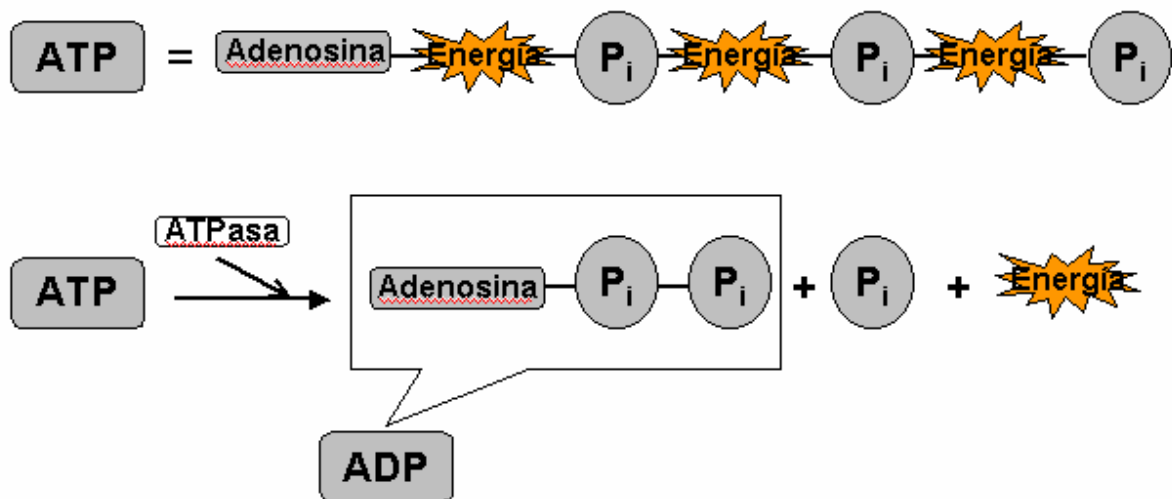 ATP = Adenosina Energía Pi Energía Pi Energía Pi
ATPasa
ATP Adenosina Pi Pi + Pi + Energía
ADP